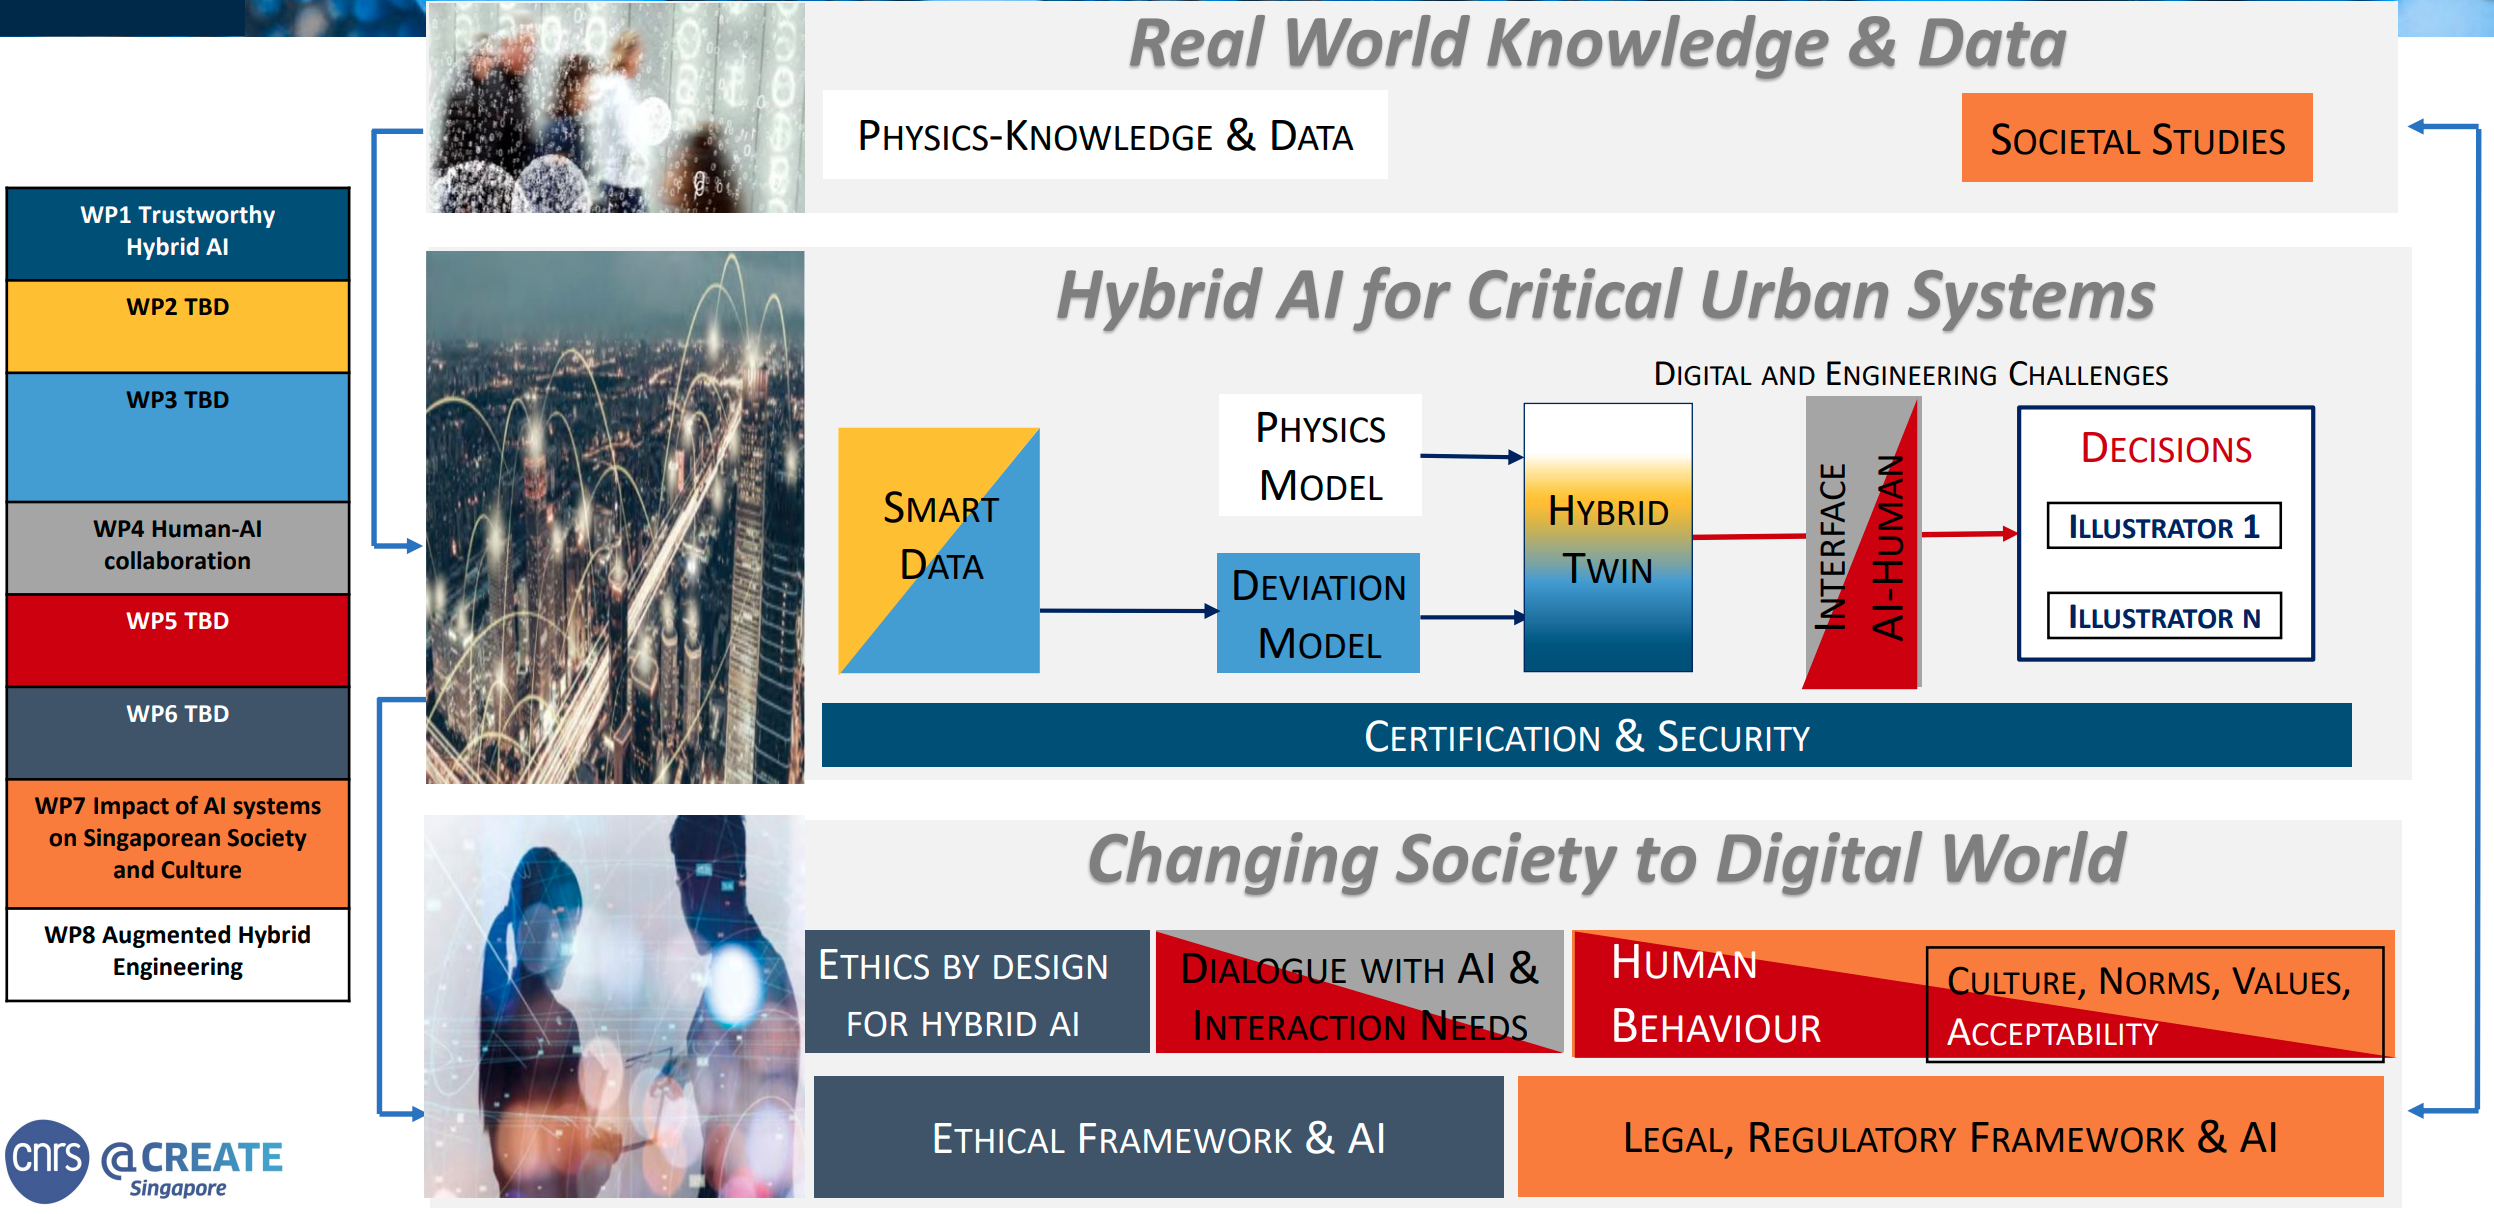 Real World Knowledge & Data
PHYSICS-KNOWLEDGE & DATA
SOCIETAL STUDIES
WP1 Trustworthy
Hybrid AI
WP2 TBD
WP3 TBD
WP4 Human-AI
collaboration
WP5 TBD
WP6 TBD
WP7 Impact of AI systems
on Singaporean Society
and Culture
WP8 Augmented Hybrid
Engineering
Hybrid AI for Critical Urban Systems
DIGITAL AND ENGINEERING CHALLENGES
SMART
DATA
PHYSICS
MODEL
DEVIATION
MODEL
HYBRID
TWIN
INTERFACE
AI-HUMAN
DECISIONS
ILLUSTRATOR 1
ILLUSTRATOR N
CERTIFICATION & SECURITY
Changing Society to Digital World
ETHICS BY DESIGN
FOR HYBRID AI
DIALOGUE WITH AI &
INTERACTION NEEDS
HUMAN
BEHAVIOUR
CULTURE, NORMS, VALUES,
ACCEPTABILITY
ETHICAL FRAMEWORK & AI
LEGAL, REGULATORY FRAMEWORK & AI
cnrs
@CREATE
Singapore